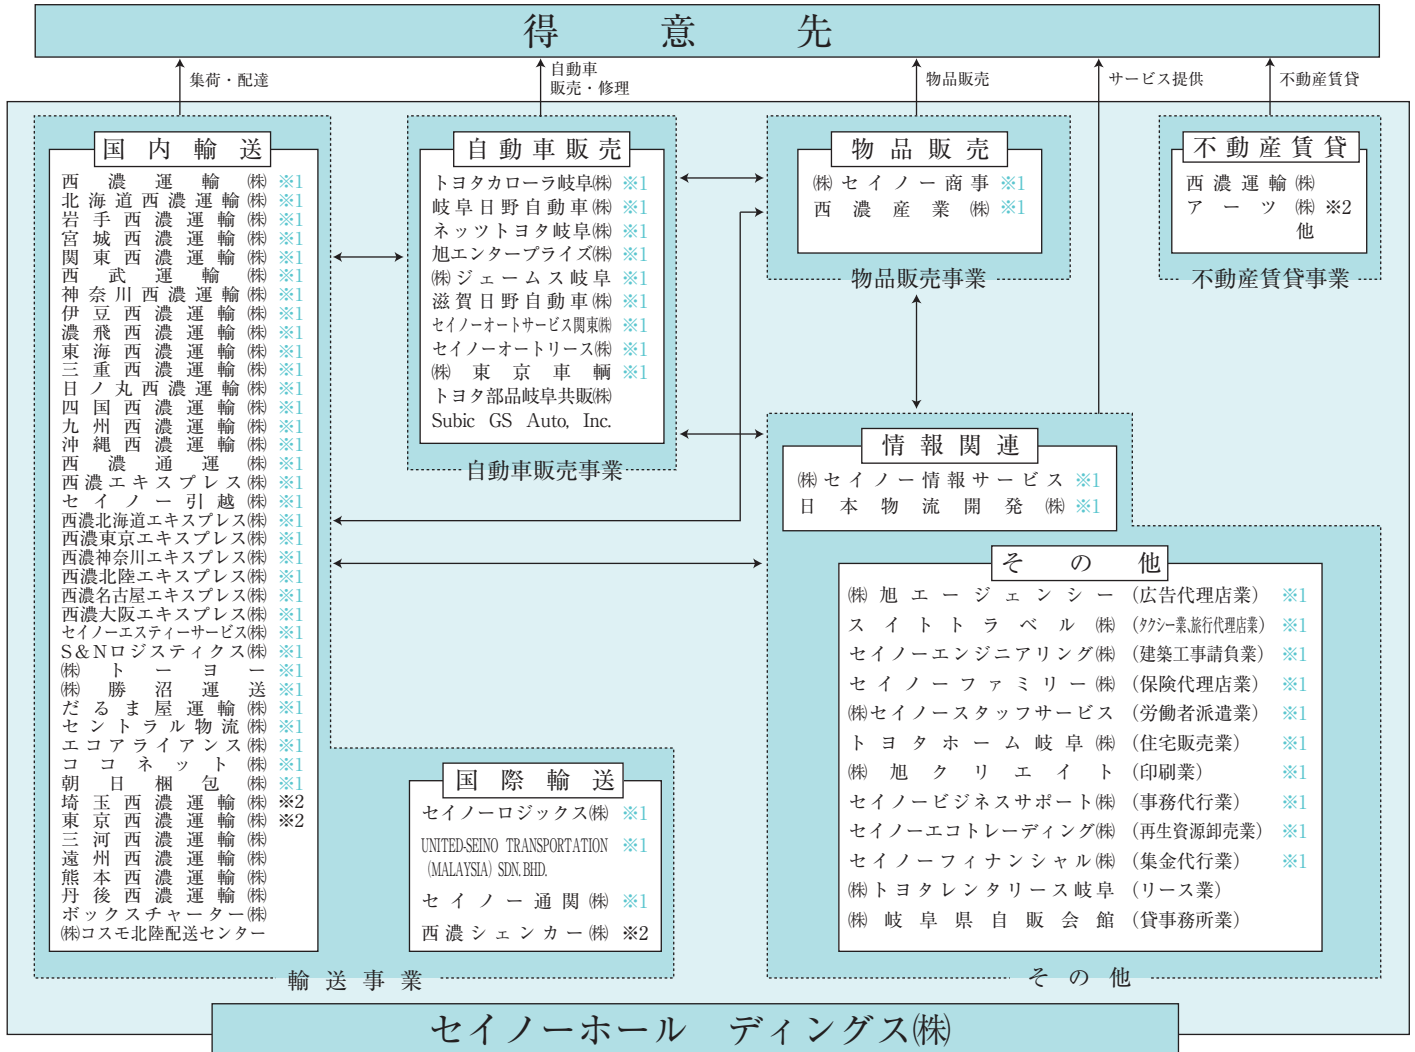 得意先
集荷・配達
自動車
販売・修理
物品販売
サービス提供
不動産賃貸
国内輸送
西濃運輸㈱ ※1
北海道西濃運輸㈱ ※1
岩手西濃運輸㈱ ※1
宮城西濃運輸㈱ ※1
関東西濃運輸㈱ ※1
西武運輸㈱ ※1
神奈川西濃運輸㈱ ※1
伊豆西濃運輸㈱ ※1
濃飛西濃運輸㈱ ※1
東海西濃運輸㈱ ※1
三重西濃運輸㈱ ※1
日ノ丸西濃運輸㈱ ※1
四国西濃運輸㈱ ※1
九州西濃運輸㈱ ※1
沖縄西濃運輸㈱ ※1
西濃通運㈱ ※1
西濃エキスプレス㈱ ※1
セイノー引越㈱ ※1
西濃北海道エキスプレス㈱ ※1
西濃東京エキスプレス㈱ ※1
西濃神奈川エキスプレス㈱ ※1
西濃北陸エキスプレス㈱ ※1
西濃名古屋エキスプレス㈱ ※1
西濃大阪エキスプレス㈱ ※1
セイノーエスティーサービス㈱ ※1
S&Nロジスティクス㈱ ※1
㈱トーヨー ※1
㈱勝沼運送 ※1
だるま屋運輸㈱ ※1
セントラル物流㈱ ※1
エコアライアンス㈱ ※1
ココネット㈱ ※1
朝日梱包㈱ ※1
埼玉西濃運輸㈱ ※2
東京西濃運輸㈱ ※2
三河西濃運輸㈱
遠州西濃運輸㈱
熊本西濃運輸㈱
丹後西濃運輸㈱
ボックスチャーター㈱
㈱コスモ北陸配送センター
自動車販売
トヨタカローラ岐阜㈱ ※1
岐阜日野自動車㈱ ※1
ネッツトヨタ岐阜㈱ ※1
旭エンタープライズ㈱ ※1
㈱ジェームス岐阜 ※1
滋賀日野自動車㈱ ※1
セイノーオートサービス関東㈱ ※1
セイノーオートリース㈱ ※1
㈱東京車輌 ※1
トヨタ部品岐阜共販㈱
Subic GS Auto, Inc.
自動車販売事業
物品販売
㈱セイノー商事 ※1
西濃産業㈱ ※1
物品販売事業
不動産賃貸
西濃運輸㈱
アーツ㈱ ※2
他
不動産賃貸事業
情報関連
㈱セイノー情報サービス ※1
日本物流開発㈱ ※1
その他
㈱旭エージェンシー (広告代理店業) ※1
スイトトラベル㈱ (タクシー業、旅行代理店業) ※1
セイノーエンジニアリング㈱ (建築工事請負業) ※1
セイノーファミリー㈱ (保険代理店業) ※1
㈱セイノースタッフサービス (労働者派遣業) ※1
トヨタホーム岐阜㈱ (住宅販売業) ※1
㈱旭クリエイト (印刷業) ※1
セイノービジネスサポート㈱ (事務代行業) ※1
セイノーエコトレーディング㈱ (再生資源卸売業) ※1
セイノーフィナンシャル㈱ (集金代行業) ※1
㈱トヨタレンタリース岐阜 (リース業)
㈱岐阜県自販会館 (貸事務所業)
その他
国際輸送
セイノーロジックス㈱ ※1
UNITED-SEINO TRANSPORTATION ※1
(MALAYSIA) SDN. BHD.
セイノー通関㈱ ※1
西濃シェンカー㈱ ※2
輸送事業
セイノーホールディングス㈱